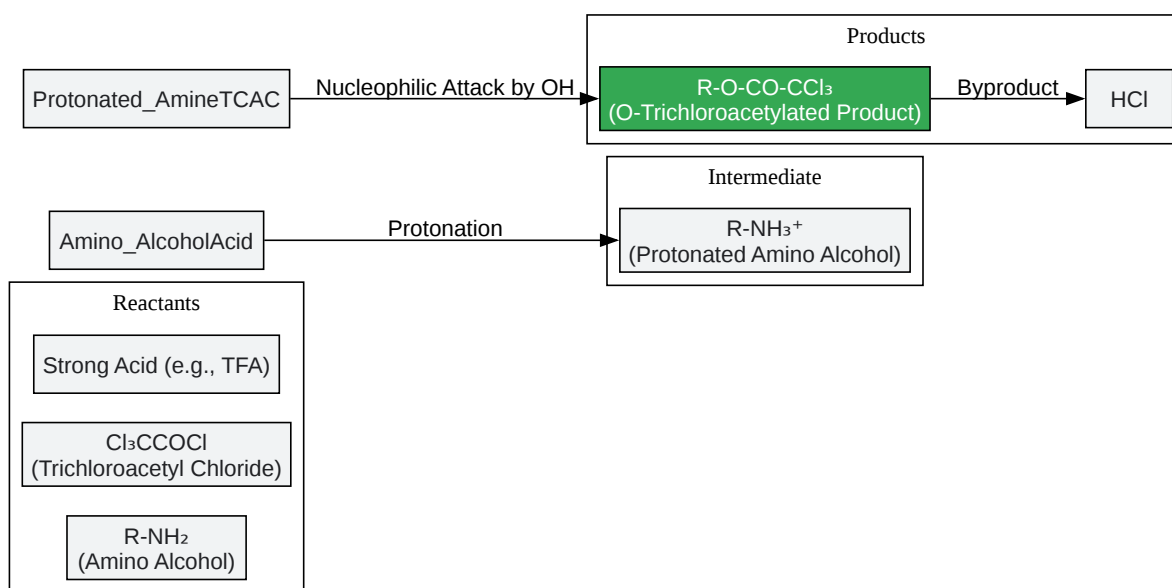 Products
Protonated_AmineTCAC
Nucleophilic Attack by OH
R-O-CO-CCl₃
(O-Trichloroacetylated Product)
Byproduct
HCl
Intermediate
Amino_AlcoholAcid
Protonation
R-NH₃⁺
(Protonated Amino Alcohol)
Reactants
Strong Acid (e.g., TFA)
Cl₃CCOCl
(Trichloroacetyl Chloride)
R-NH₂
(Amino Alcohol)